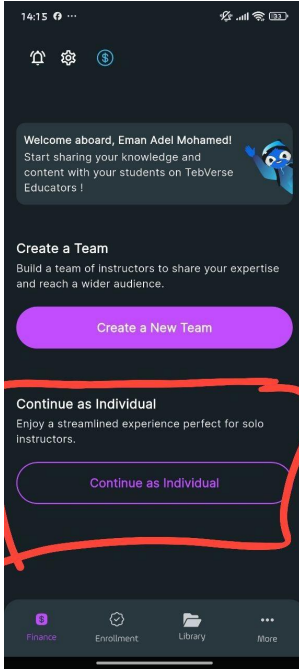 14:15
Welcome aboard, Eman Adel Mohamed!
Start sharing your knowledge and
content with your students on TebVerse
Educators !
Create a Team
Build a team of instructors to share your expertise
and reach a wider audience.
Create a New Team
Continue as Individual
Enjoy a streamlined experience perfect for solo
instructors.
Continue as Individual
Finance
Enrollment
Library
More